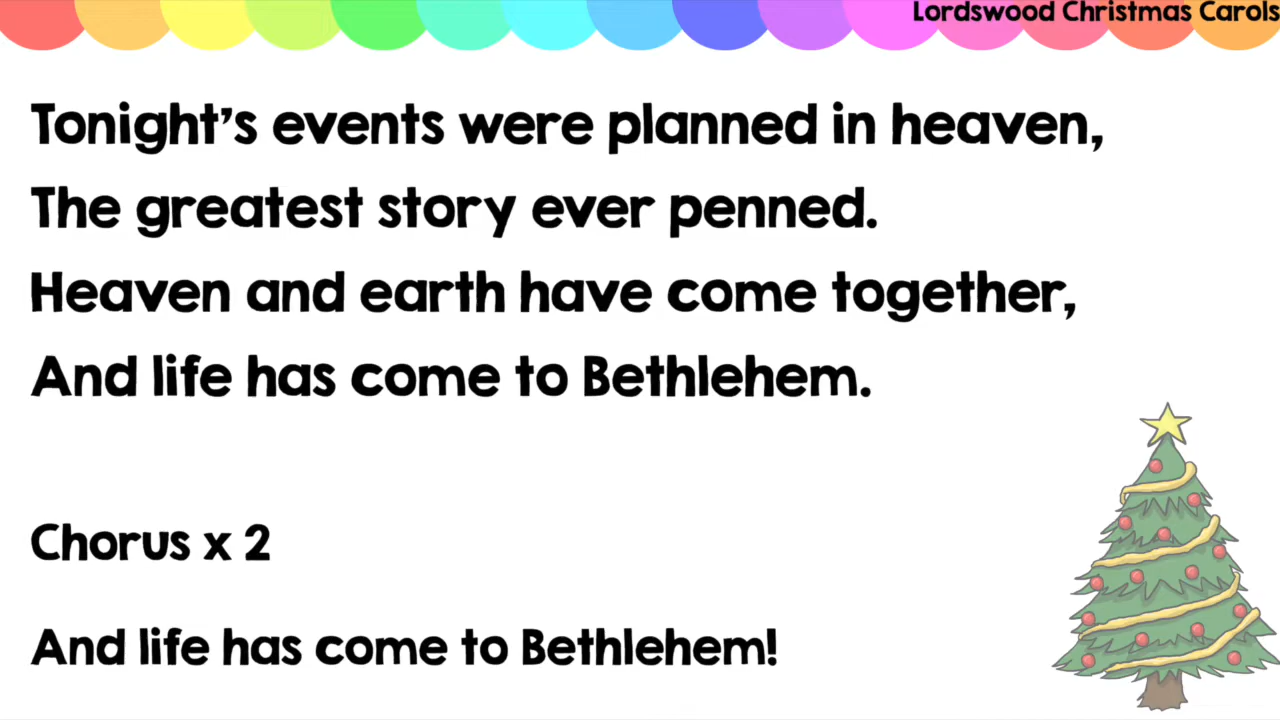 Lordswood Christmas Carols
Tonight's events were planned in heaven,
The greatest story ever penned.
Heaven and earth have come together,
And life has come to Bethlehem.
Chorus x 2
And life has come to Bethlehem!